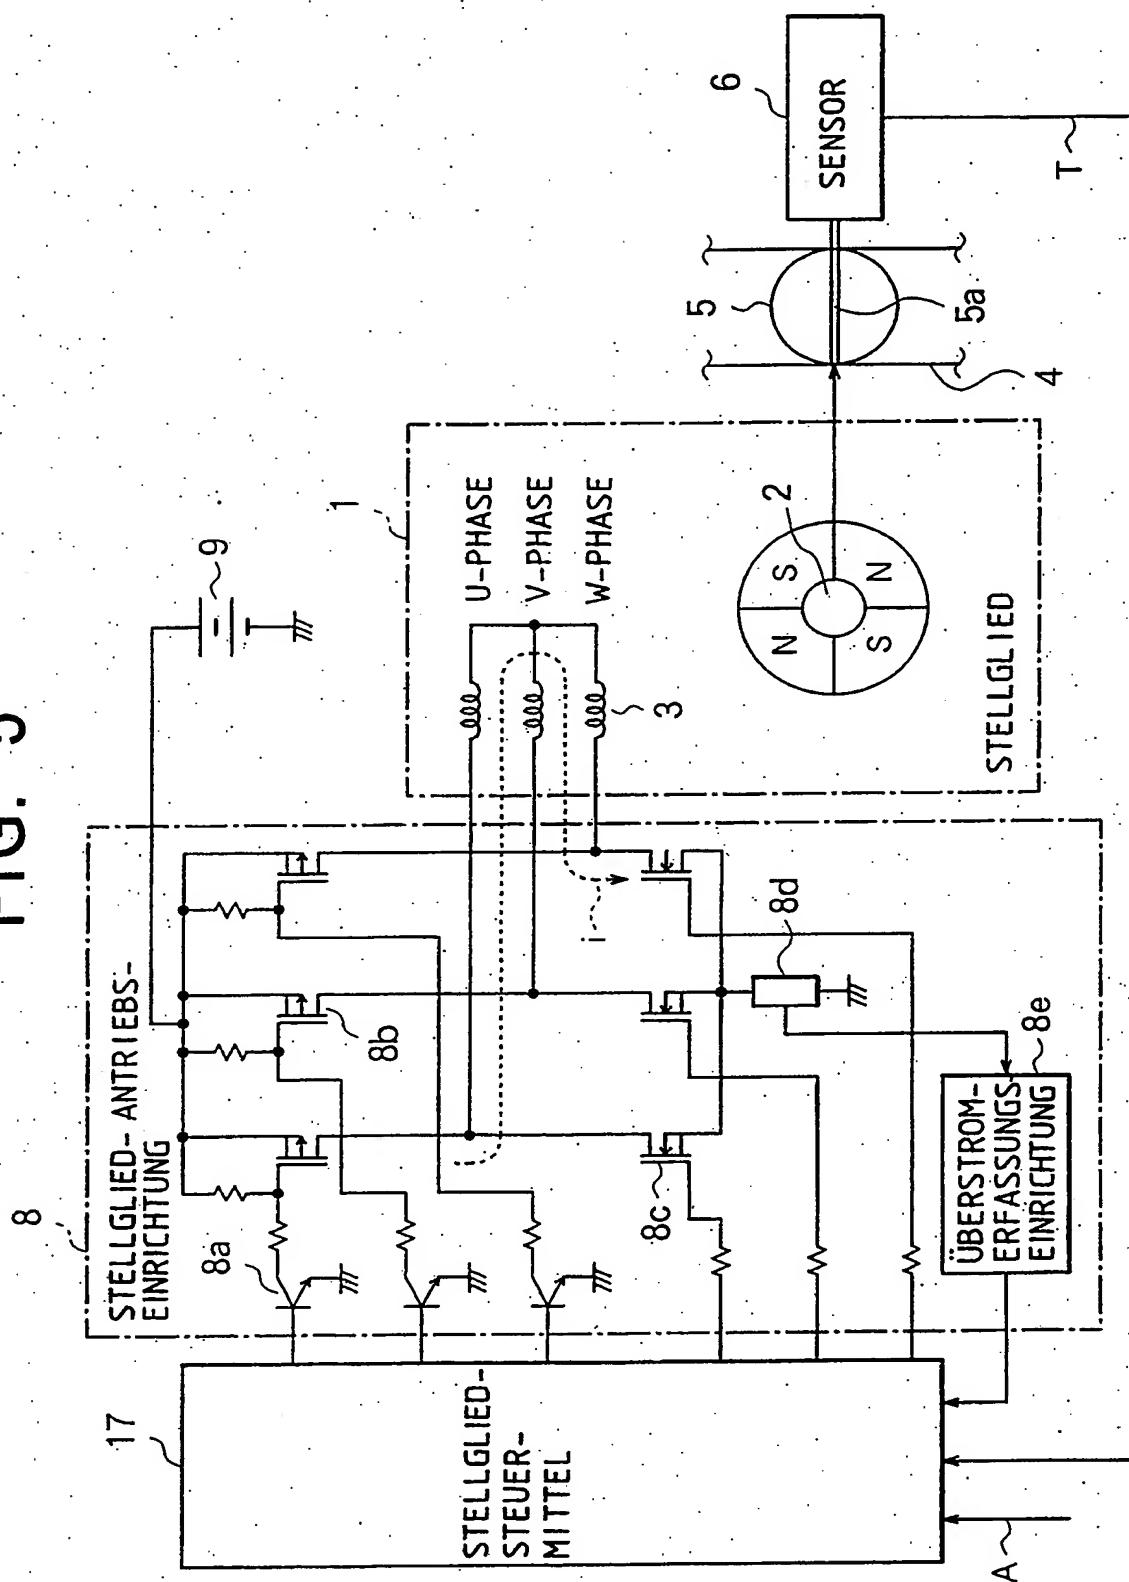 FIG.
8
STELLGLIED-ANTRIEBS-
EINRICHTUNG
9
17
8a
1
8b
U-PHASE
V-PHASE
W-PHASE
STELLGLIED-
STEUER-
MITTEL
i
3
8c
5
6
8d
2
N
S
S
N
SENSOR
5a
ÜBERSTROM-
ERFASSUNGS
EINRICHTUNG
8e
STELLGLIED
4
A
T